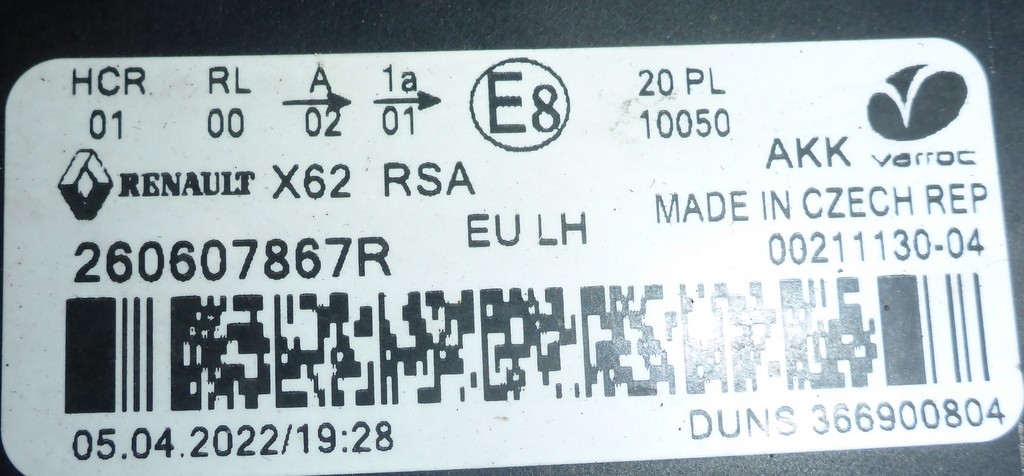 HCR RL A 1a E8 20 PL
01 00 02 01 10050
RENAULT X62 RSA AKK varroc
EU LH MADE IN CZECH REP
260607867R 00211130-04
05.04.2022/19:28 DUNS 366900804